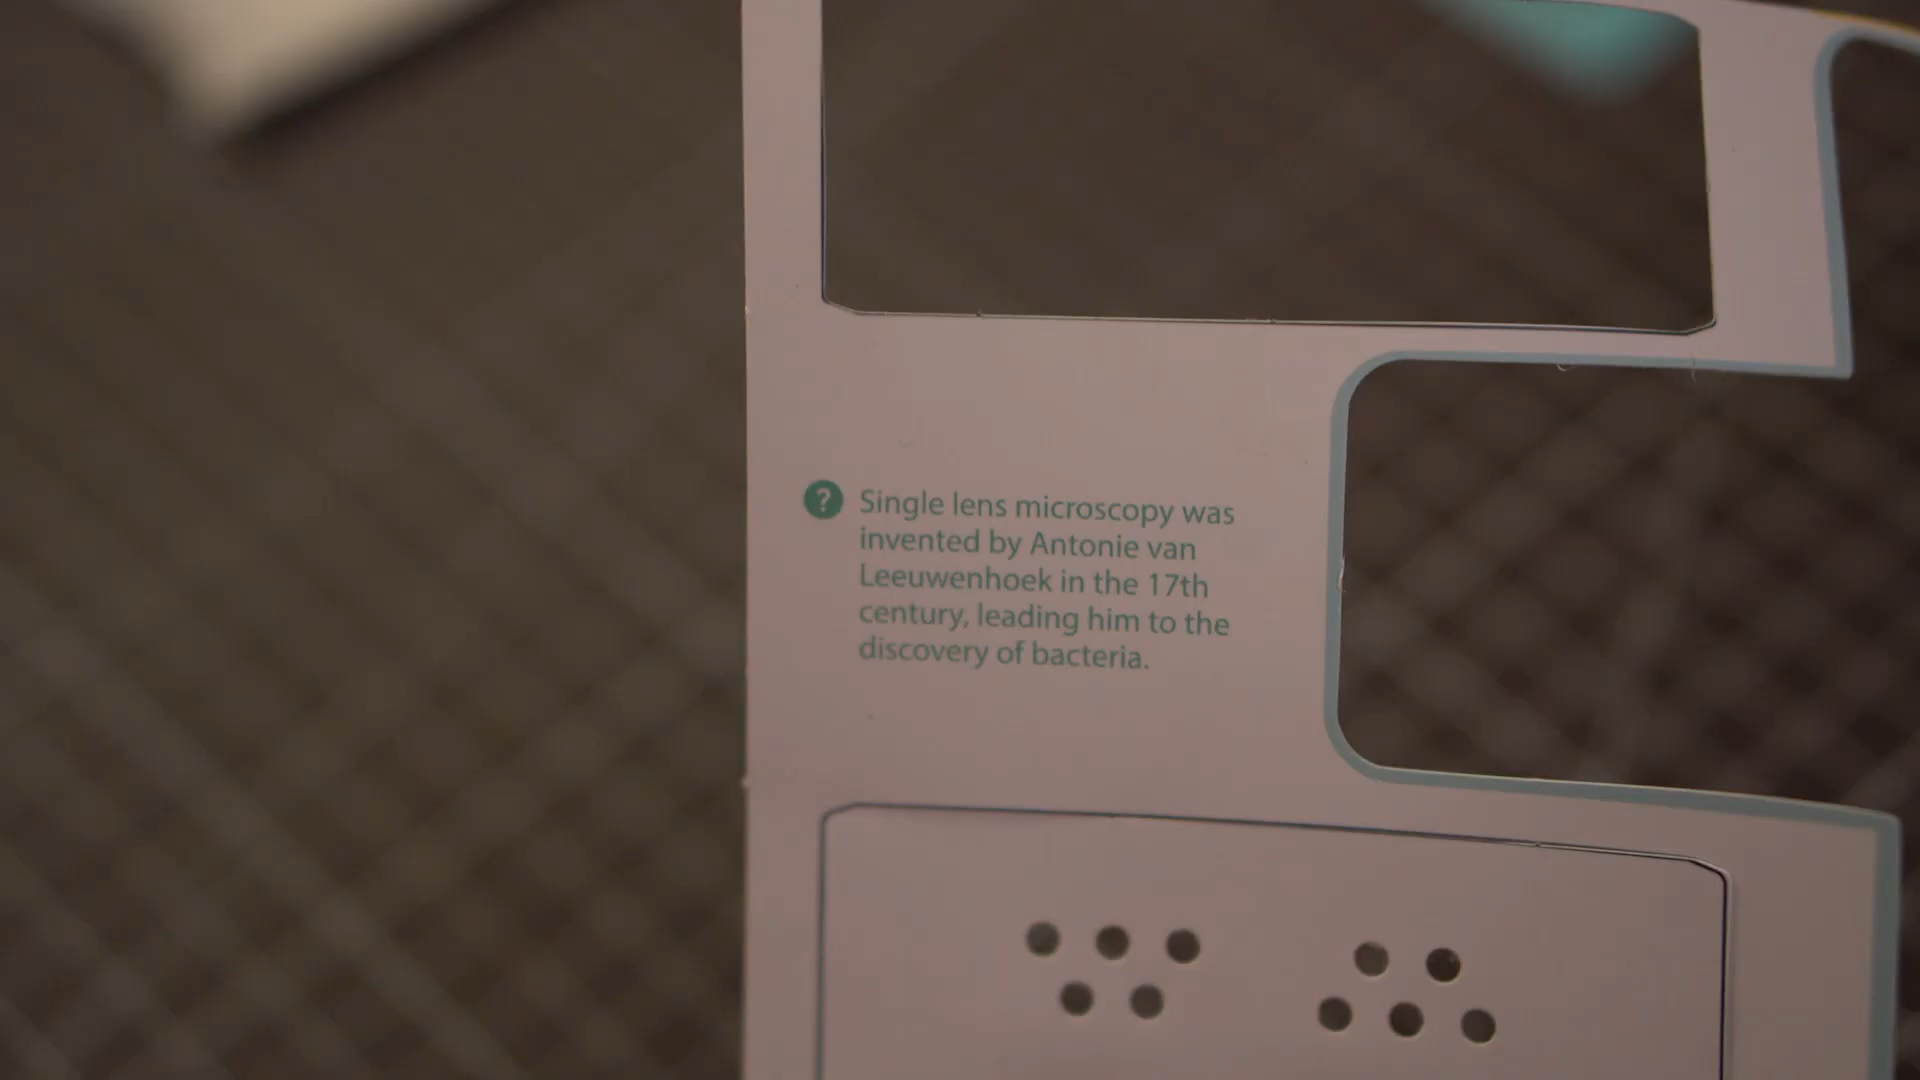 ?
Single lens microscopy was
invented by Antonie van
Leeuwenhoek in the 17th
century, leading him to the
discovery of bacteria.